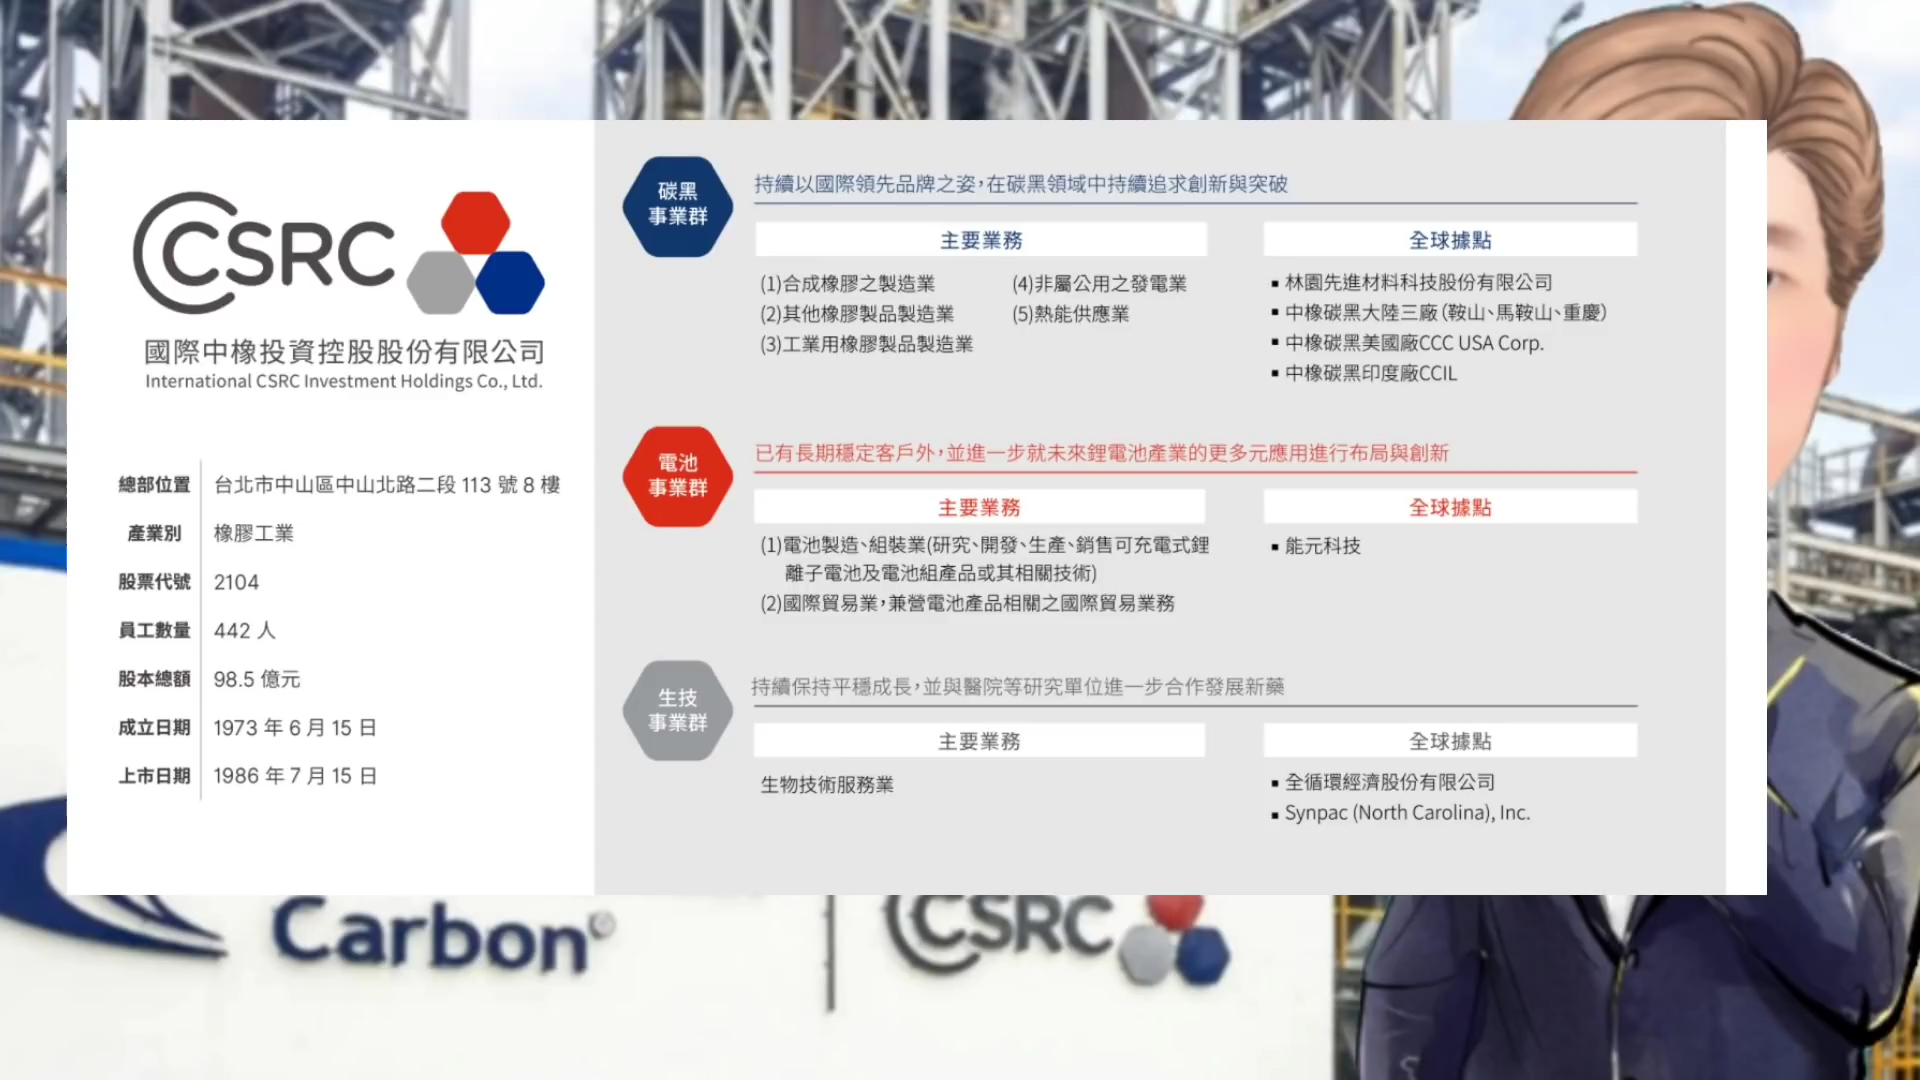 CSRC
國際中橡投資控股股份有限公司
International CSRC Investment Holdings Co., Ltd.
總部位置 台北市中山區中山北路二段 113 號 8 樓
產業別 橡膠工業
股票代號 2104
員工數量 442 人
股本總額 98.5 億元
成立日期 1973 年 6 月 15 日
上市日期 1986 年 7 月 15 日
碳黑
事業群
持續以國際領先品牌之姿，在碳黑領域中持續追求創新與突破
主要業務
(1)合成橡膠之製造業
(2)其他橡膠製品製造業
(3)工業用橡膠製品製造業
(4)非屬公用之發電業
(5)熱能供應業
全球據點
▪ 林園先進材料科技股份有限公司
▪ 中橡碳黑大陸三廠（鞍山、馬鞍山、重慶）
▪ 中橡碳黑美國廠CCC USA Corp.
▪ 中橡碳黑印度廠CCIL
電池
事業群
已有長期穩定客戶外，並進一步就未來鋰電池產業的更多元應用進行布局與創新
主要業務
(1)電池製造、組裝業(研究、開發、生產、銷售可充電式鋰
離子電池及電池組產品或其相關技術)
(2)國際貿易業，兼營電池產品相關之國際貿易業務
全球據點
▪ 能元科技
生技
事業群
持續保持平穩成長，並與醫院等研究單位進一步合作發展新藥
主要業務
生物技術服務業
全球據點
▪ 全循環經濟股份有限公司
▪ Synpac (North Carolina), Inc.
Carbon®
CSRC